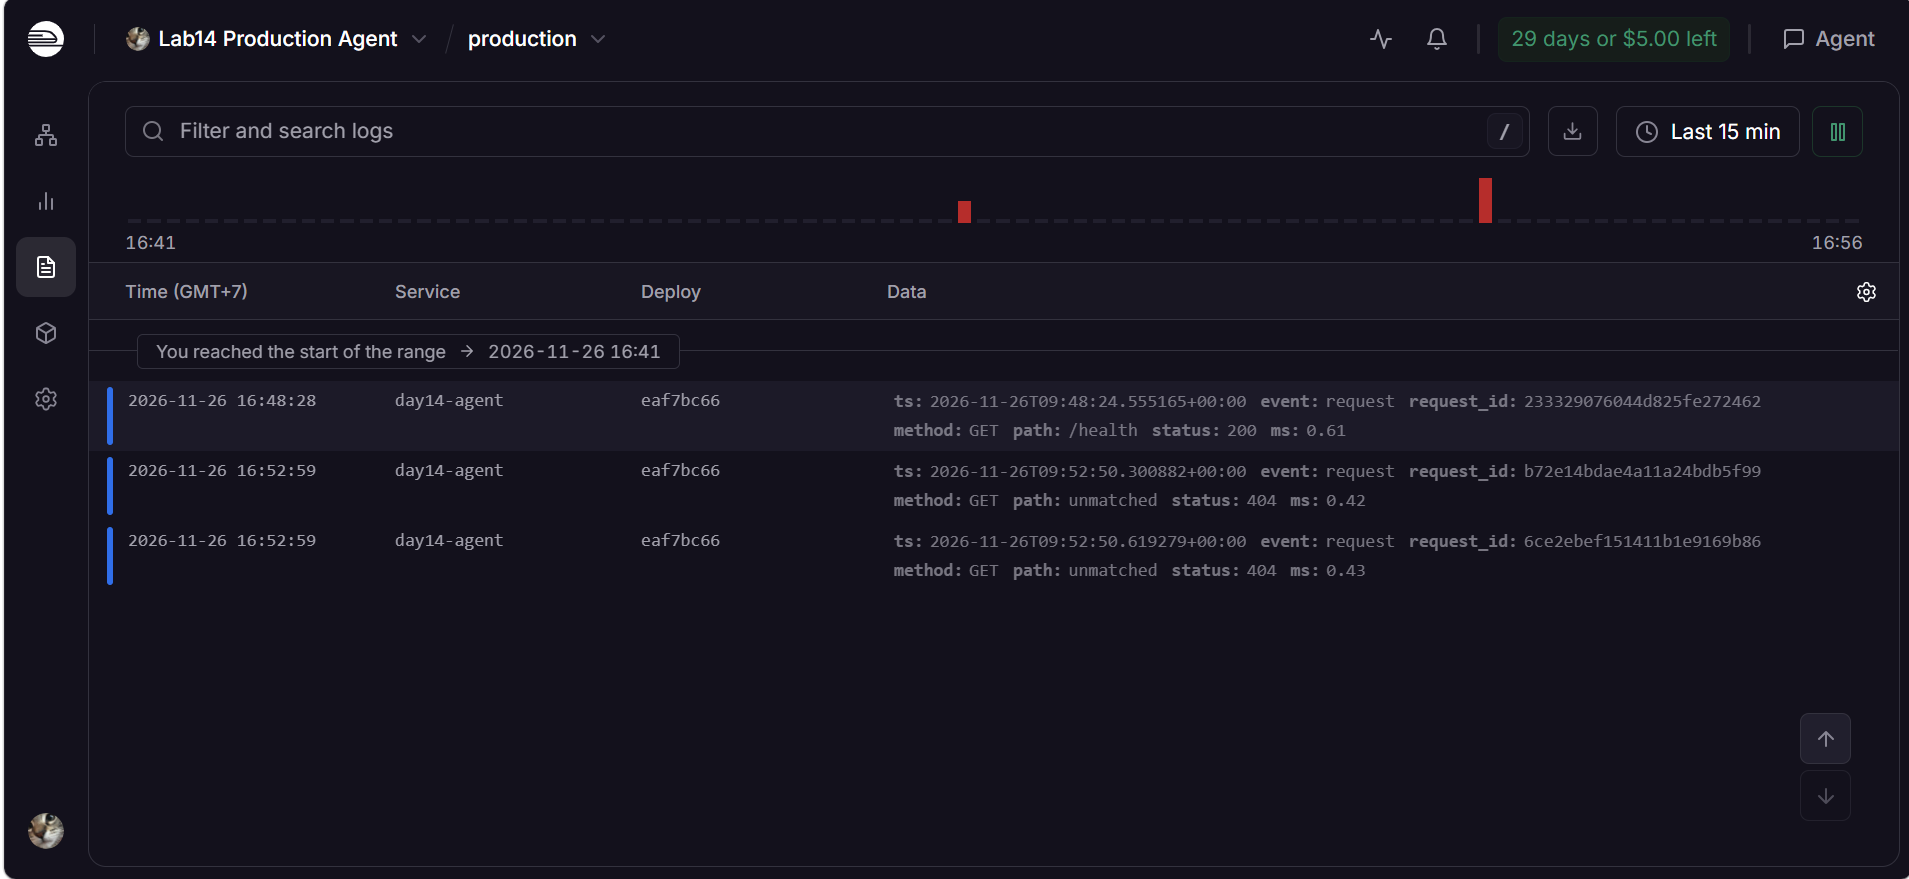 Lab14 Production Agent / production 29 days or $5.00 left Agent
Filter and search logs / Last 15 min
16:41 16:56
Time (GMT+7) Service Deploy Data
You reached the start of the range → 2026-11-26 16:41
2026-11-26 16:48:28 day14-agent eaf7bc66 ts: 2026-11-26T09:48:24.555165+00:00 event: request request_id: 233329076044d825fe272462
method: GET path: /health status: 200 ms: 0.61
2026-11-26 16:52:59 day14-agent eaf7bc66 ts: 2026-11-26T09:52:50.300882+00:00 event: request request_id: b72e14bdae4a11a24bdb5f99
method: GET path: unmatched status: 404 ms: 0.42
2026-11-26 16:52:59 day14-agent eaf7bc66 ts: 2026-11-26T09:52:50.619279+00:00 event: request request_id: 6ce2ebef151411b1e9169b86
method: GET path: unmatched status: 404 ms: 0.43